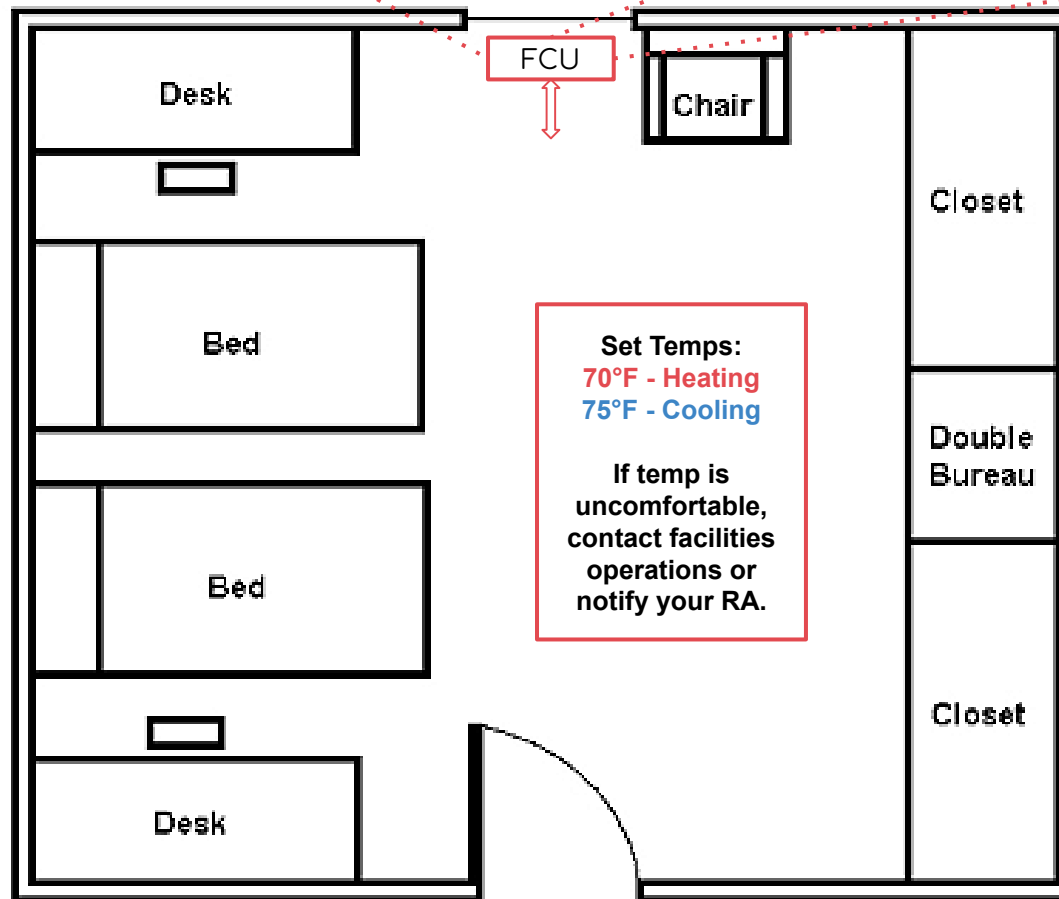 FCU
Desk
Chair
Closet
Bed
Set Temps:
70°F - Heating
75°F - Cooling
If temp is
uncomfortable,
contact facilities
operations or
notify your RA.
Double
Bureau
Bed
Closet
Desk